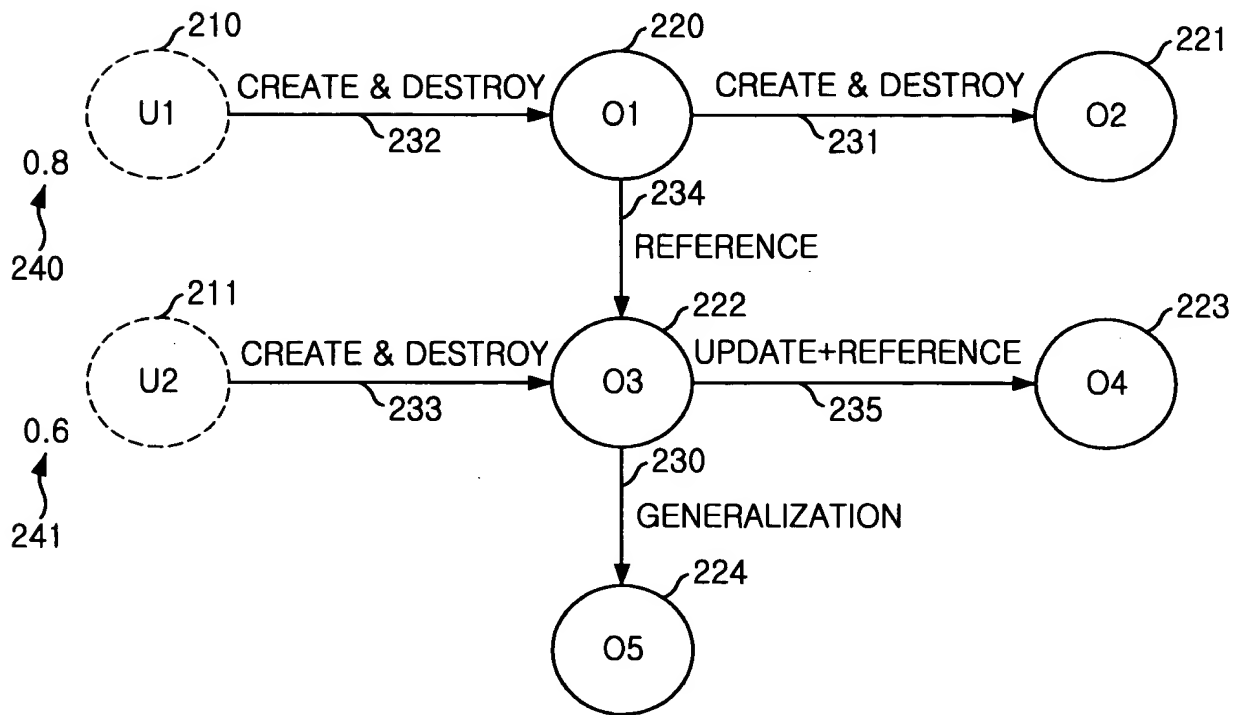 210
220
221
U1
CREATE & DESTROY
232
O1
CREATE & DESTROY
231
O2
0.8
240
234
REFERENCE
211
222
223
U2
CREATE & DESTROY
233
O3
UPDATE+REFERENCE
235
O4
0.6
241
230
GENERALIZATION
224
O5